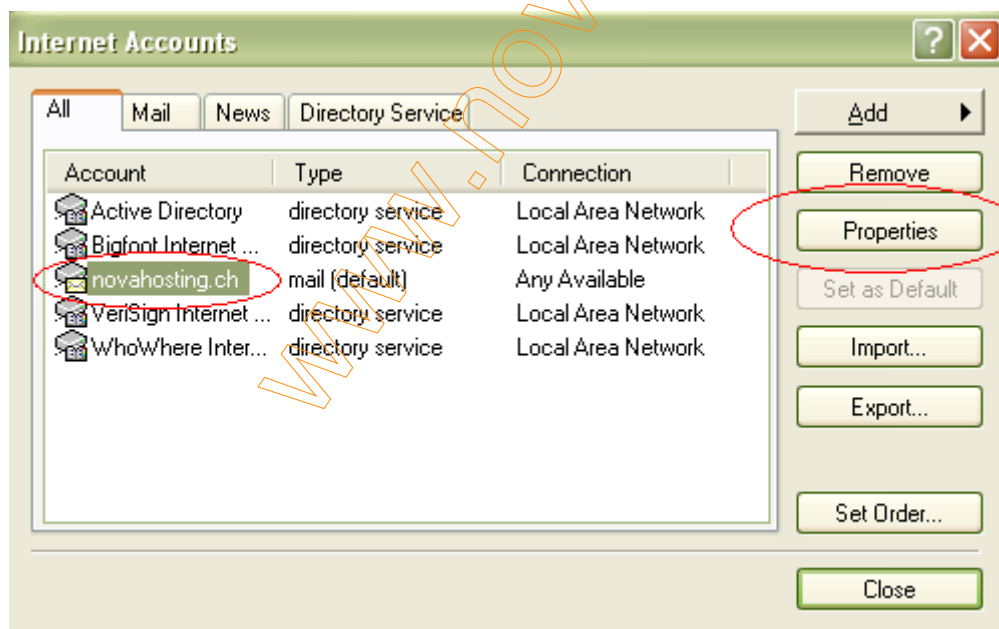 Internet Accounts
All Mail News Directory Service
Add
Account Type Connection
Remove
Active Directory directory service Local Area Network
Properties
Bigfoot Internet ... directory service Local Area Network
novahosting.ch mail (default) Any Available
Set as Default
VeriSign Internet ... directory service Local Area Network
WhoWhere Inter... directory service Local Area Network
Import...
Export...
Set Order...
Close
www.nov